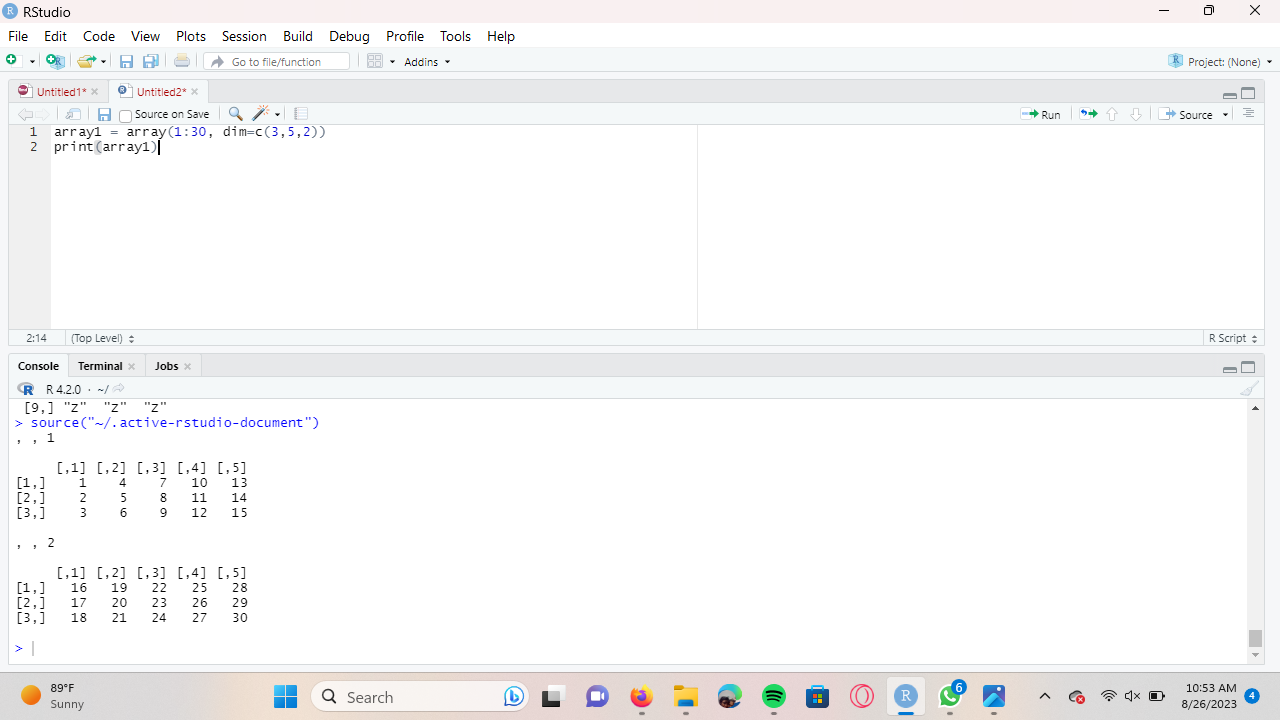 RStudio
File Edit Code View Plots Session Build Debug Profile Tools Help
Go to file/function Addins Project: (None)
Untitled1* Untitled2*
Source on Save Run Source
1 array1 = array(1:30, dim=c(3,5,2))
2 print(array1)
2:14 (Top Level) R Script
Console Terminal Jobs
R 4.2.0 · ~/
[9,] "Z" "Z" "Z"
> source("~/.active-rstudio-document")
, , 1
[,1] [,2] [,3] [,4] [,5]
[1,] 1 4 7 10 13
[2,] 2 5 8 11 14
[3,] 3 6 9 12 15
, , 2
[,1] [,2] [,3] [,4] [,5]
[1,] 16 19 22 25 28
[2,] 17 20 23 26 29
[3,] 18 21 24 27 30
>
89°F
Sunny
Search
R
6
10:53 AM
8/26/2023
4